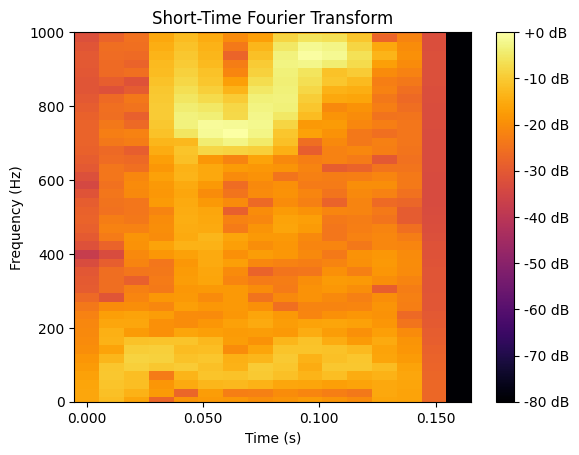 Short-Time Fourier Transform
Frequency (Hz)
1000
800
600
400
200
0
0.000
0.050
0.100
0.150
Time (s)
+0 dB
-10 dB
-20 dB
-30 dB
-40 dB
-50 dB
-60 dB
-70 dB
-80 dB